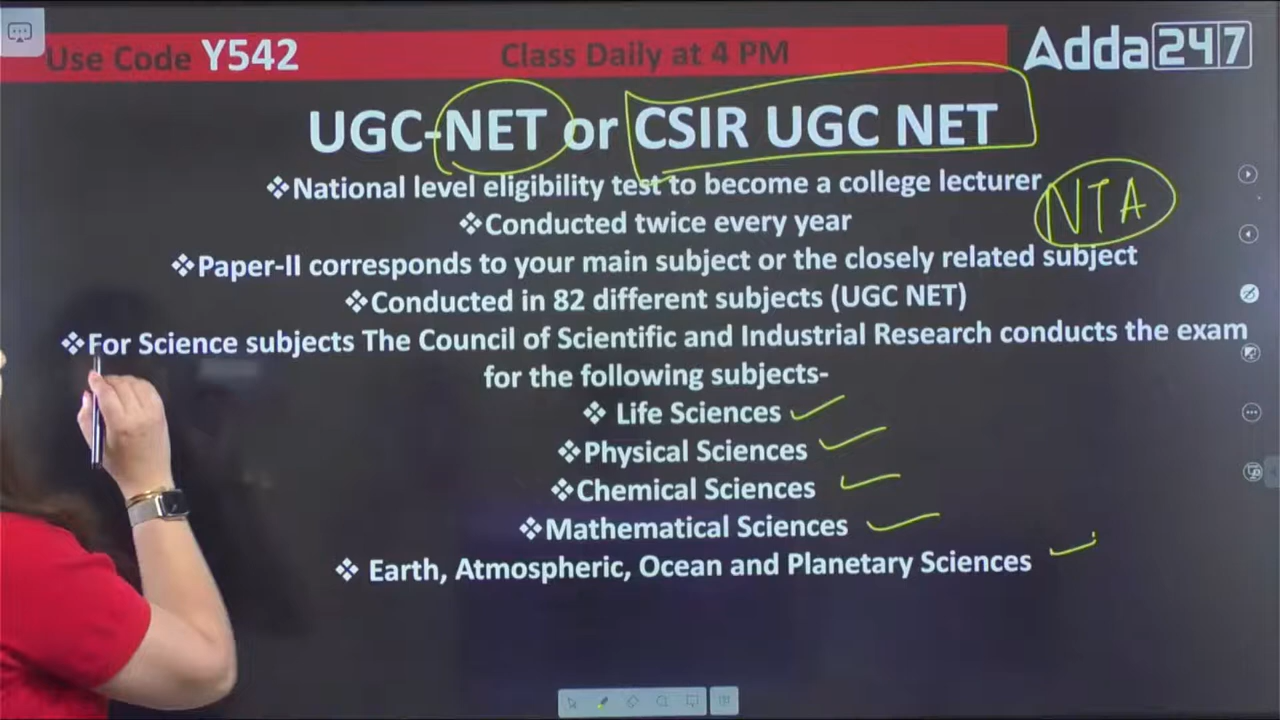 Use Code Y542 Class Daily at 4 PM Adda247
UGC-NET or CSIR UGC NET
❖National level eligibility test to become a college lecturer
NTA
❖Conducted twice every year
❖Paper-II corresponds to your main subject or the closely related subject
❖Conducted in 82 different subjects (UGC NET)
❖For Science subjects The Council of Scientific and Industrial Research conducts the exam
for the following subjects-
❖ Life Sciences
❖Physical Sciences
❖Chemical Sciences
❖Mathematical Sciences
❖ Earth, Atmospheric, Ocean and Planetary Sciences